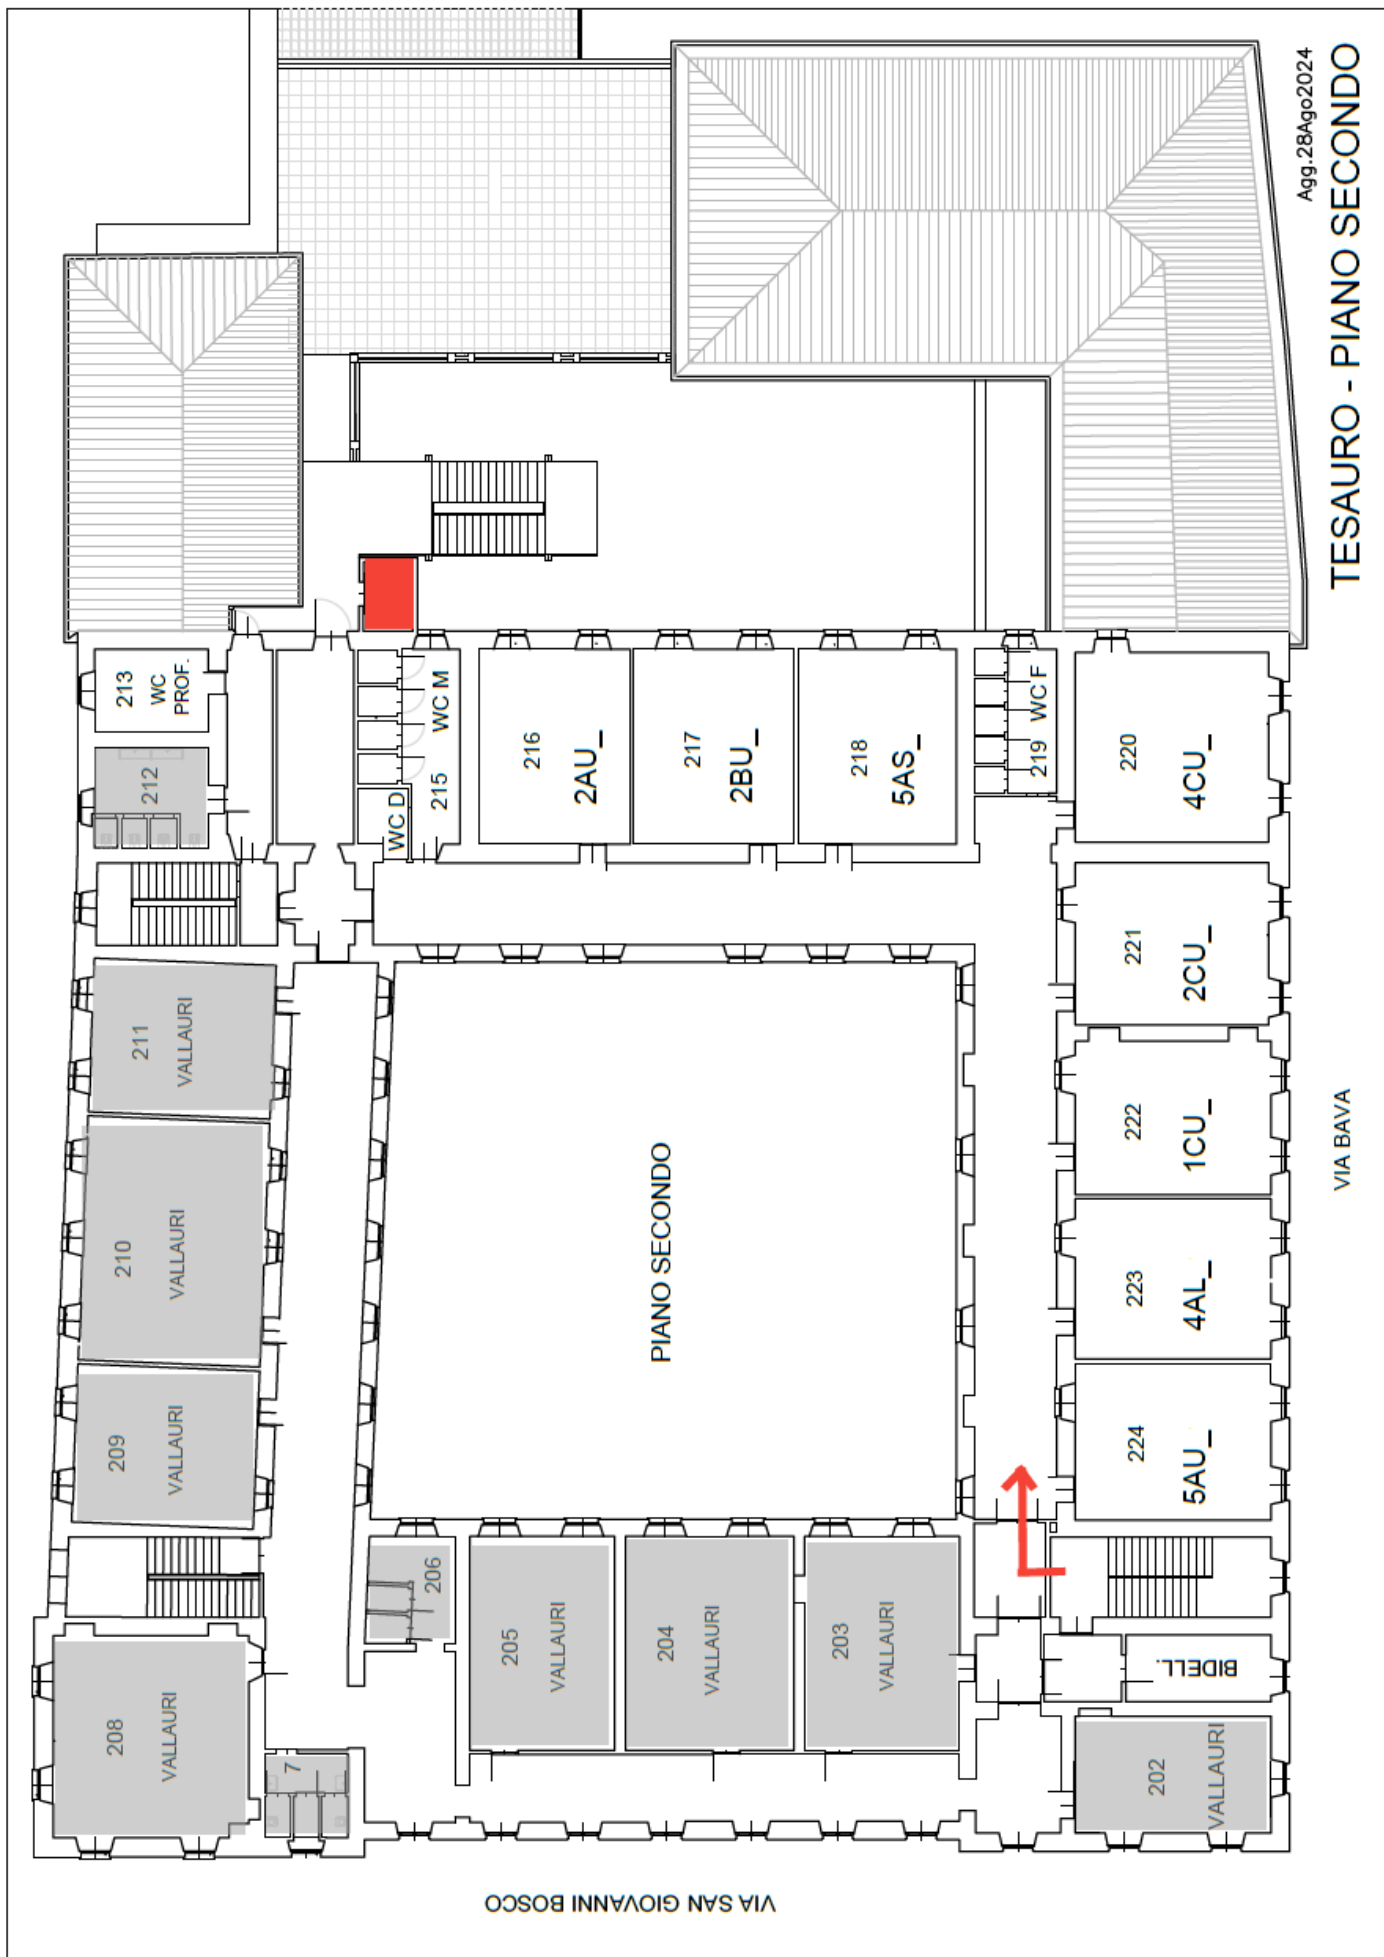 Agg.28Ago2024
TESAURO - PIANO SECONDO
213
WC
PROF.
212
WC M
215
WC D
216
2AU_
217
2BU_
218
5AS_
WC F
219
220
4CU_
211
VALLAURI
221
2CU_
210
VALLAURI
PIANO SECONDO
222
1CU_
VIA BAVA
209
VALLAURI
223
4AL_
224
5AU_
206
205
VALLAURI
204
VALLAURI
203
VALLAURI
BIDELL.
208
VALLAURI
7
202
VALLAURI
VIA SAN GIOVANNI BOSCO